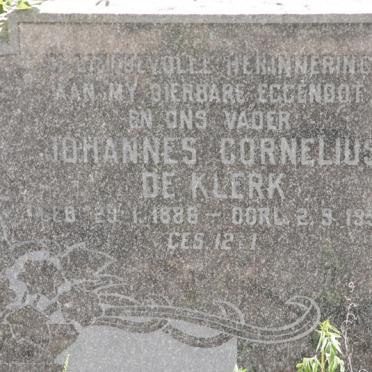 LIEFDEVOLLE HERINNERING
AAN MY DIERBARE EGGENOOT
EN ONS VADER
JOHANNES CORNELIUS
DE KLERK
GEB. 29.1.1886 - OORL. 2.9.19
GES. 12:1